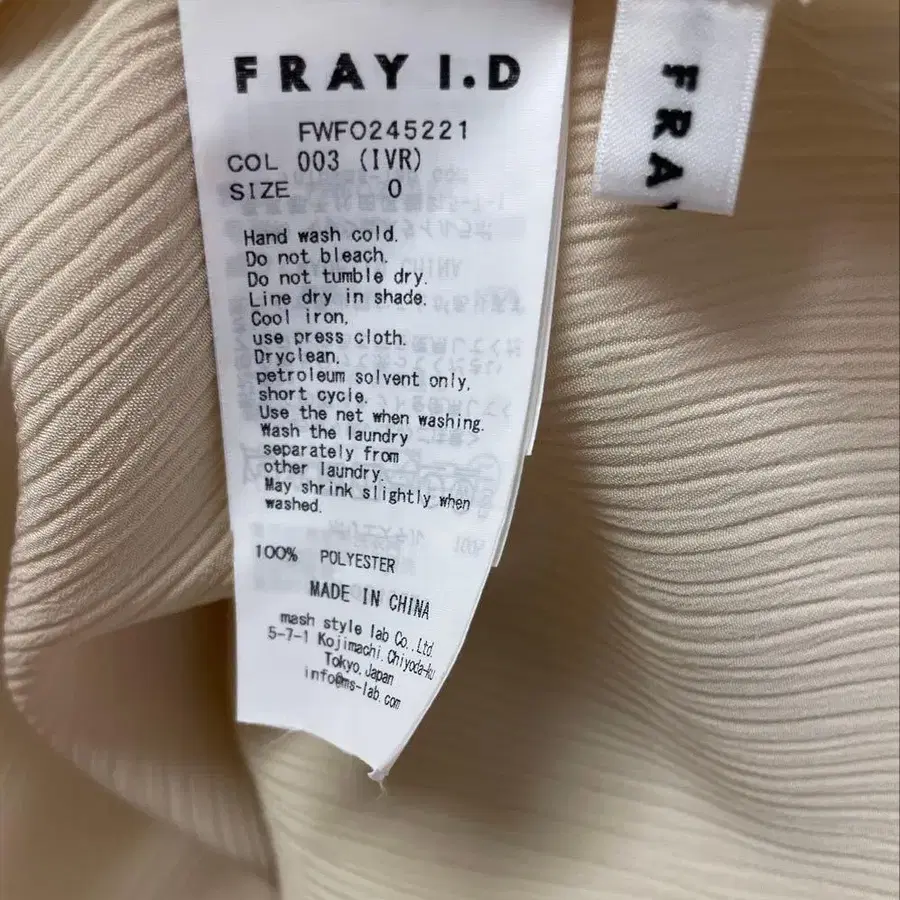 FRAY I.D
FWFO245221
COL 003 (IVR)
SIZE 0
Hand wash cold.
Do not bleach.
Do not tumble dry.
Line dry in shade.
Cool iron,
use press cloth.
Dryclean,
petroleum solvent only,
short cycle.
Use the net when washing.
Wash the laundry
separately from
other laundry.
May shrink slightly when
washed.
100% POLYESTER
MADE IN CHINA
mash style lab Co.,Ltd.
5-7-1 Kojimachi,Chiyoda-ku
Tokyo,Japan
info@ms-lab.com
FRAY